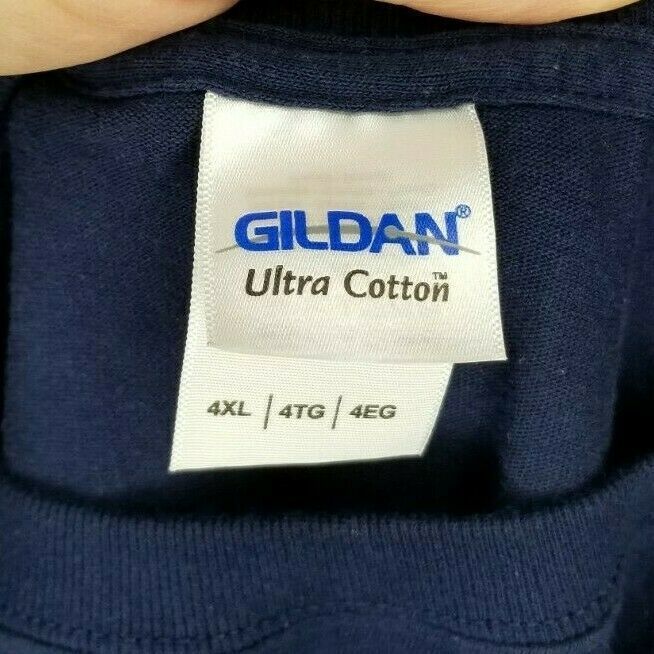 GILDAN®
Ultra Cotton™
4XL | 4TG | 4EG